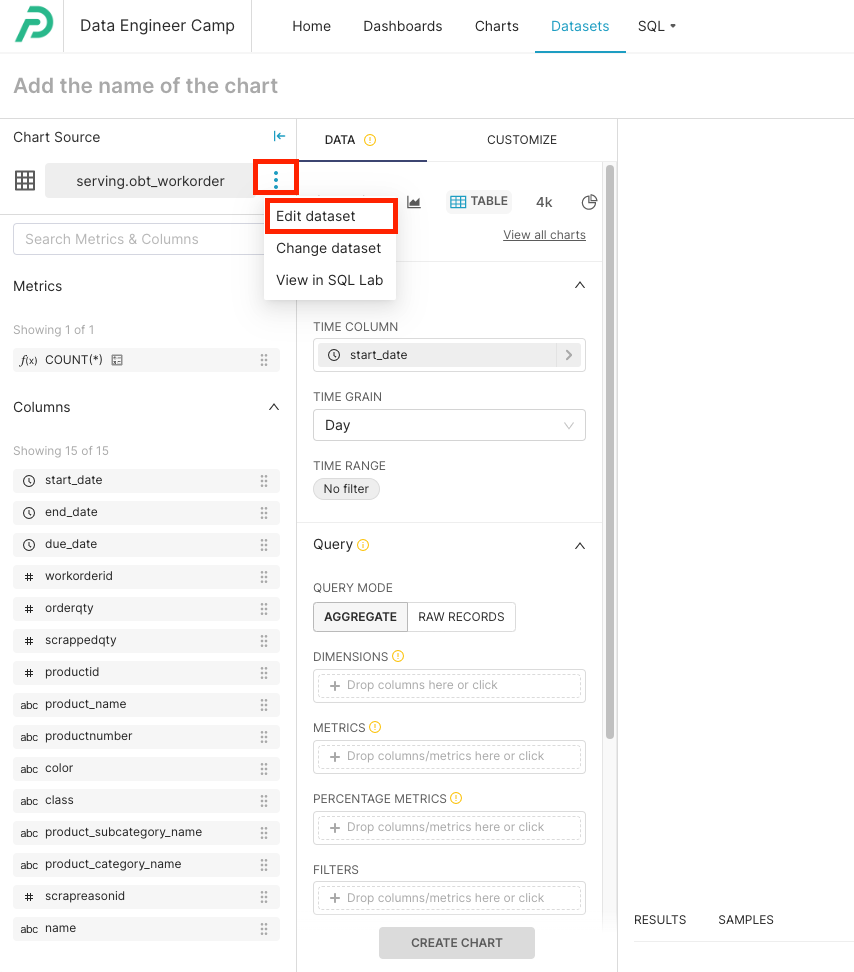 Data Engineer Camp
Home Dashboards Charts Datasets SQL
Add the name of the chart
Chart Source
serving.obt_workorder
Edit dataset
Change dataset
View in SQL Lab
Search Metrics & Columns
Metrics
Showing 1 of 1
f(x) COUNT(*)
Columns
Showing 15 of 15
start_date
end_date
due_date
# workorderid
# orderqty
# scrappedqty
# productid
abc product_name
abc productnumber
abc color
abc class
abc product_subcategory_name
abc product_category_name
# scrapreasonid
abc name
DATA CUSTOMIZE
TABLE 4k
View all charts
TIME COLUMN
start_date
TIME GRAIN
Day
TIME RANGE
No filter
Query
QUERY MODE
AGGREGATE RAW RECORDS
DIMENSIONS
+ Drop columns here or click
METRICS
+ Drop columns/metrics here or click
PERCENTAGE METRICS
+ Drop columns/metrics here or click
FILTERS
+ Drop columns/metrics here or click
CREATE CHART
RESULTS SAMPLES